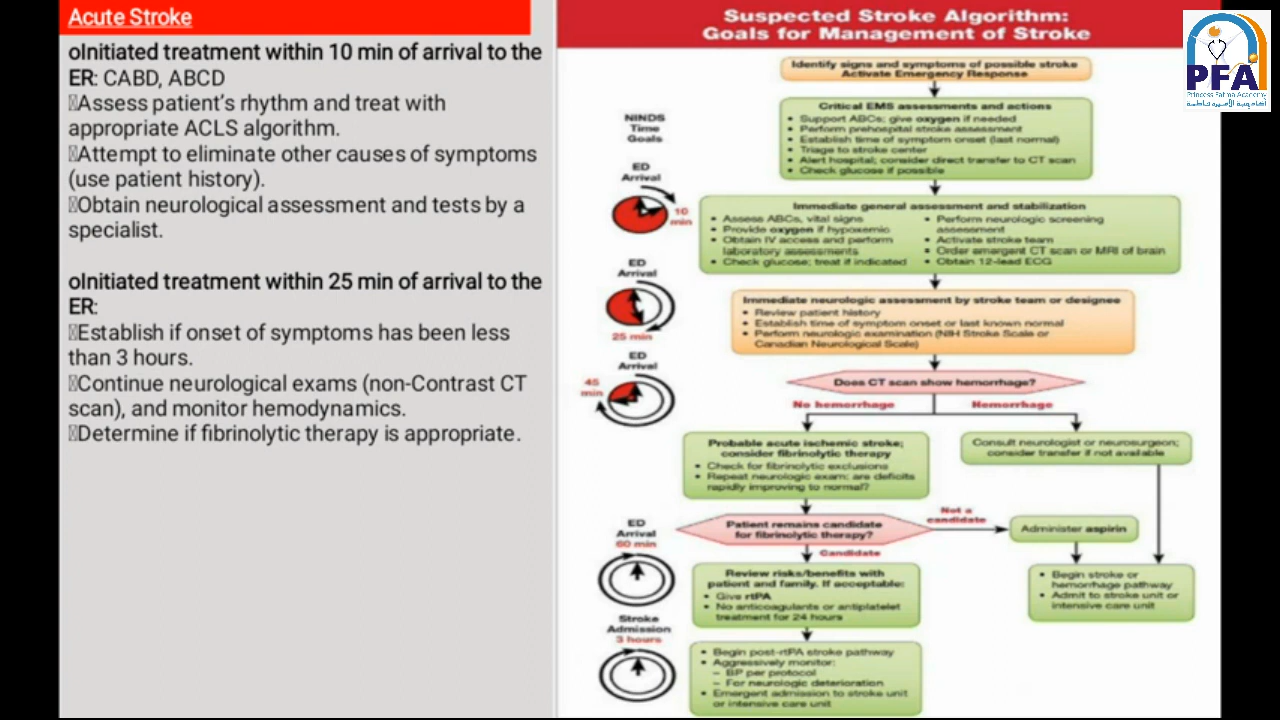 Acute Stroke
oInitiated treatment within 10 min of arrival to the
ER: CABD, ABCD
Assess patient's rhythm and treat with
appropriate ACLS algorithm.
Attempt to eliminate other causes of symptoms
(use patient history).
Obtain neurological assessment and tests by a
specialist.
oInitiated treatment within 25 min of arrival to the
ER:
Establish if onset of symptoms has been less
than 3 hours.
Continue neurological exams (non-Contrast CT
scan), and monitor hemodynamics.
Determine if fibrinolytic therapy is appropriate.
Suspected Stroke Algorithm:
Goals for Management of Stroke
Identify signs and symptoms of possible stroke
Activate Emergency Response
NINDS
Time
Goals
Critical EMS assessments and actions
• Support ABCs; give oxygen if needed
• Perform prehospital stroke assessment
• Establish time of symptom onset (last normal)
• Triage to stroke center
• Alert hospital; consider direct transfer to CT scan
• Check glucose if possible
ED
Arrival
10
min
Immediate general assessment and stabilization
• Assess ABCs, vital signs
• Provide oxygen if hypoxemic
• Obtain IV access and perform
laboratory assessments
• Check glucose; treat if indicated
• Perform neurologic screening
assessment
• Activate stroke team
• Order emergent CT scan or MRI of brain
• Obtain 12-lead ECG
ED
Arrival
25 min
Immediate neurologic assessment by stroke team or designee
• Review patient history
• Establish time of symptom onset or last known normal
• Perform neurologic examination (NIH Stroke Scale or
Canadian Neurological Scale)
ED
Arrival
45
min
Does CT scan show hemorrhage?
No hemorrhage
Hemorrhage
Probable acute ischemic stroke;
consider fibrinolytic therapy
• Check for fibrinolytic exclusions
• Repeat neurologic exam: are deficits
rapidly improving to normal?
Consult neurologist or neurosurgeon;
consider transfer if not available
ED
Arrival
60 min
Patient remains candidate
for fibrinolytic therapy?
Not a
candidate
Administer aspirin
Candidate
Review risks/benefits with
patient and family. If acceptable:
• Give rtPA
• No anticoagulants or antiplatelet
treatment for 24 hours
• Begin stroke or
hemorrhage pathway
• Admit to stroke unit or
intensive care unit
Stroke
Admission
3 hours
• Begin post-rtPA stroke pathway
• Aggressively monitor:
– BP per protocol
– For neurologic deterioration
• Emergent admission to stroke unit
or intensive care unit
PFA
Princess Fatma Academy
أكاديمية الأميرة فاطمة